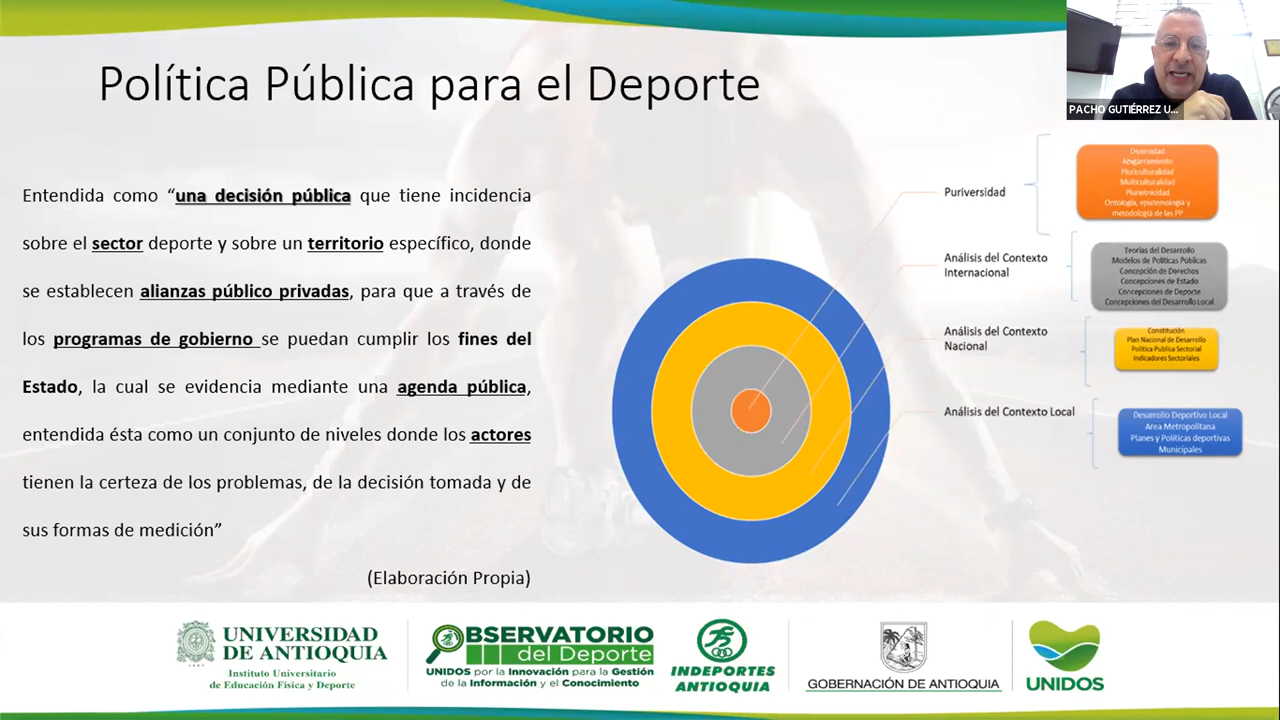 Política Pública para el Deporte
PACHO GUTIÉRREZ U...
Entendida como “una decisión pública que tiene incidencia
sobre el sector deporte y sobre un territorio específico, donde
se establecen alianzas público privadas, para que a través de
los programas de gobierno se puedan cumplir los fines del
Estado, la cual se evidencia mediante una agenda pública,
entendida ésta como un conjunto de niveles donde los actores
tienen la certeza de los problemas, de la decisión tomada y de
sus formas de medición”
(Elaboración Propia)
Puriversidad
Diversidad
Abigarramiento
Pluriculturalidad
Multiculturalidad
Plurietnicidad
Ontología, epistemología y
metodología de las PP
Análisis del Contexto
Internacional
Teorías del Desarrollo
Modelos de Políticas Públicas
Concepción de Derechos
Concepciones de Estado
Concepciones de Deporte
Concepciones del Desarrollo Local
Análisis del Contexto
Nacional
Constitución
Plan Nacional de Desarrollo
Política Publica Sectorial
Indicadores Sectoriales
Análisis del Contexto Local
Desarrollo Deportivo Local
Area Metropolitana
Planes y Políticas deportivas
Municipales
UNIVERSIDAD
DE ANTIOQUIA
Instituto Universitario
de Educación Física y Deporte
OBSERVATORIO
del Deporte
UNIDOS por la Innovación para la Gestión
de la Información y el Conocimiento
INDEPORTES
ANTIOQUIA
GOBERNACIÓN DE ANTIOQUIA
UNIDOS